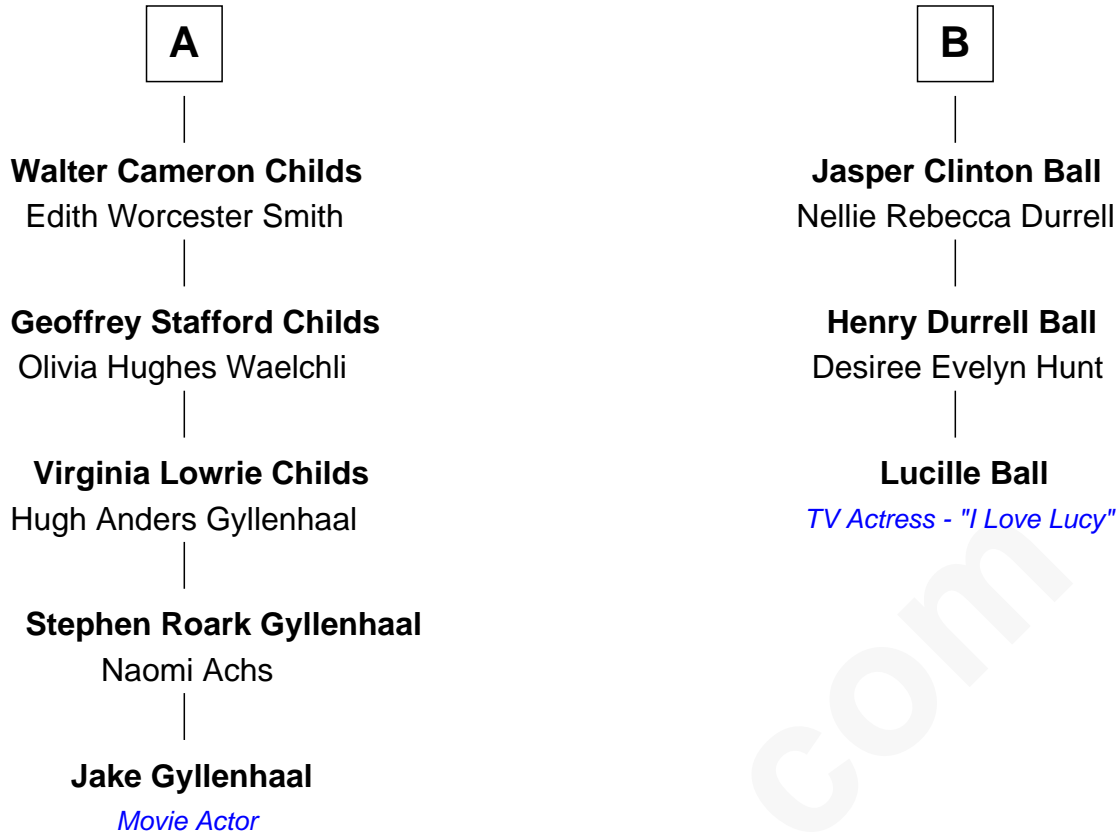 A
Walter Cameron Childs
Edith Worcester Smith
Geoffrey Stafford Childs
Olivia Hughes Waelchli
Virginia Lowrie Childs
Hugh Anders Gyllenhaal
Stephen Roark Gyllenhaal
Naomi Achs
Jake Gyllenhaal
Movie Actor
B
Jasper Clinton Ball
Nellie Rebecca Durrell
Henry Durrell Ball
Desiree Evelyn Hunt
Lucille Ball
TV Actress - "I Love Lucy"
com